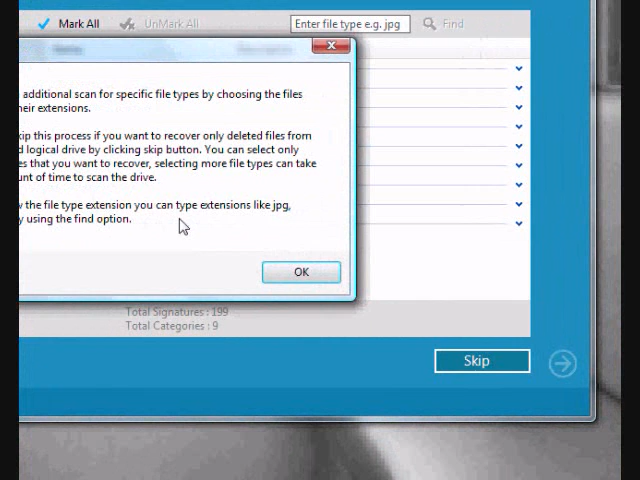 Mark All
UnMark All
Enter file type e.g. jpg
Find
additional scan for specific file types by choosing the files
heir extensions.
kip this process if you want to recover only deleted files from
d logical drive by clicking skip button. You can select only
es that you want to recover, selecting more file types can take
unt of time to scan the drive.
w the file type extension you can type extensions like jpg,
y using the find option.
OK
Total Signatures : 199
Total Categories : 9
Skip